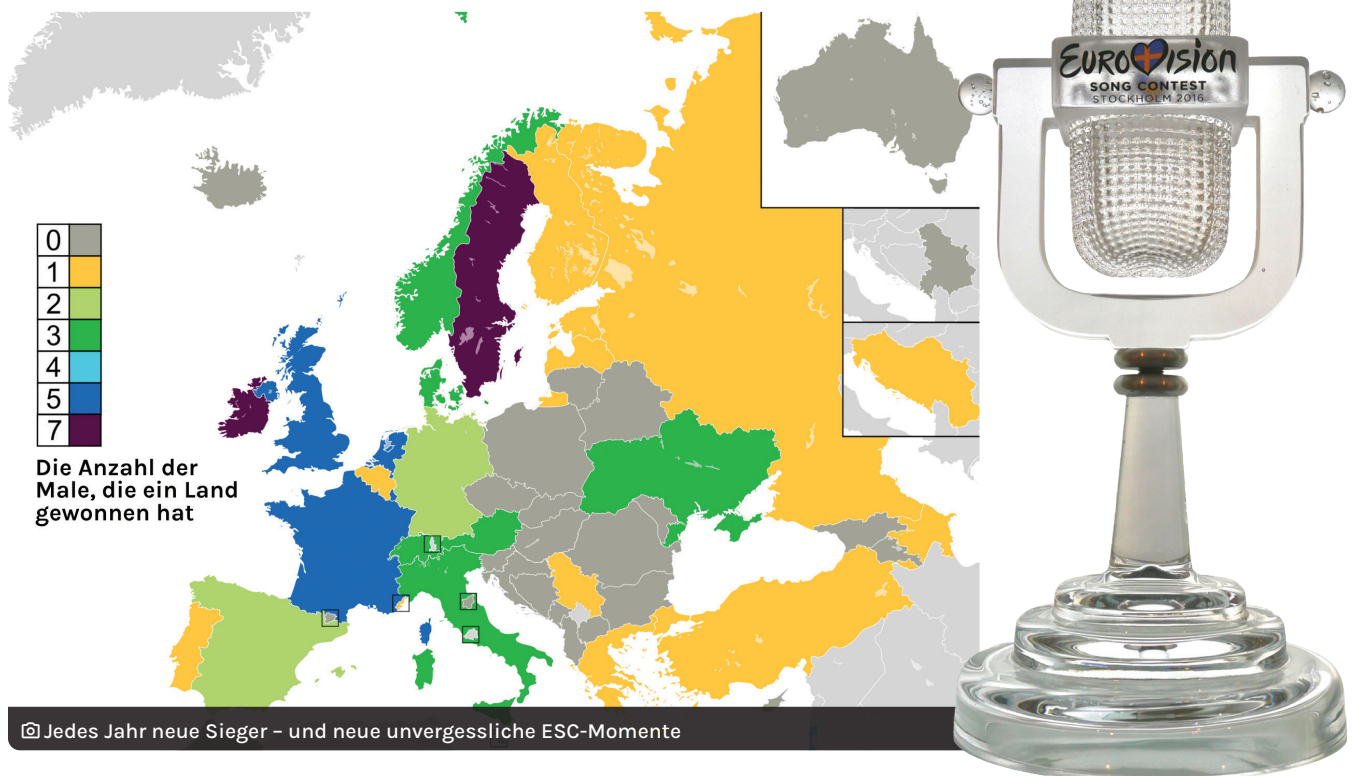 EUROVISION
SONG CONTEST
STOCKHOLM 2016
0
1
2
3
4
5
7
Die Anzahl der
Male, die ein Land
gewonnen hat
Jedes Jahr neue Sieger – und neue unvergessliche ESC-Momente